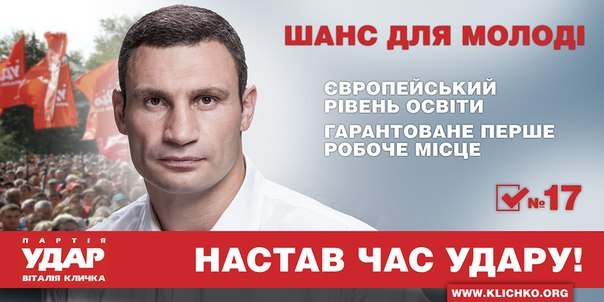 ШАНС ДЛЯ МОЛОДІ
ЄВРОПЕЙСЬКИЙ
РІВЕНЬ ОСВІТИ
ГАРАНТОВАНЕ ПЕРШЕ
РОБОЧЕ МІСЦЕ
№17
ПАРТІЯ
УДАР
ВІТАЛІЯ КЛИЧКА
НАСТАВ ЧАС УДАРУ!
WWW.KLICHKO.ORG